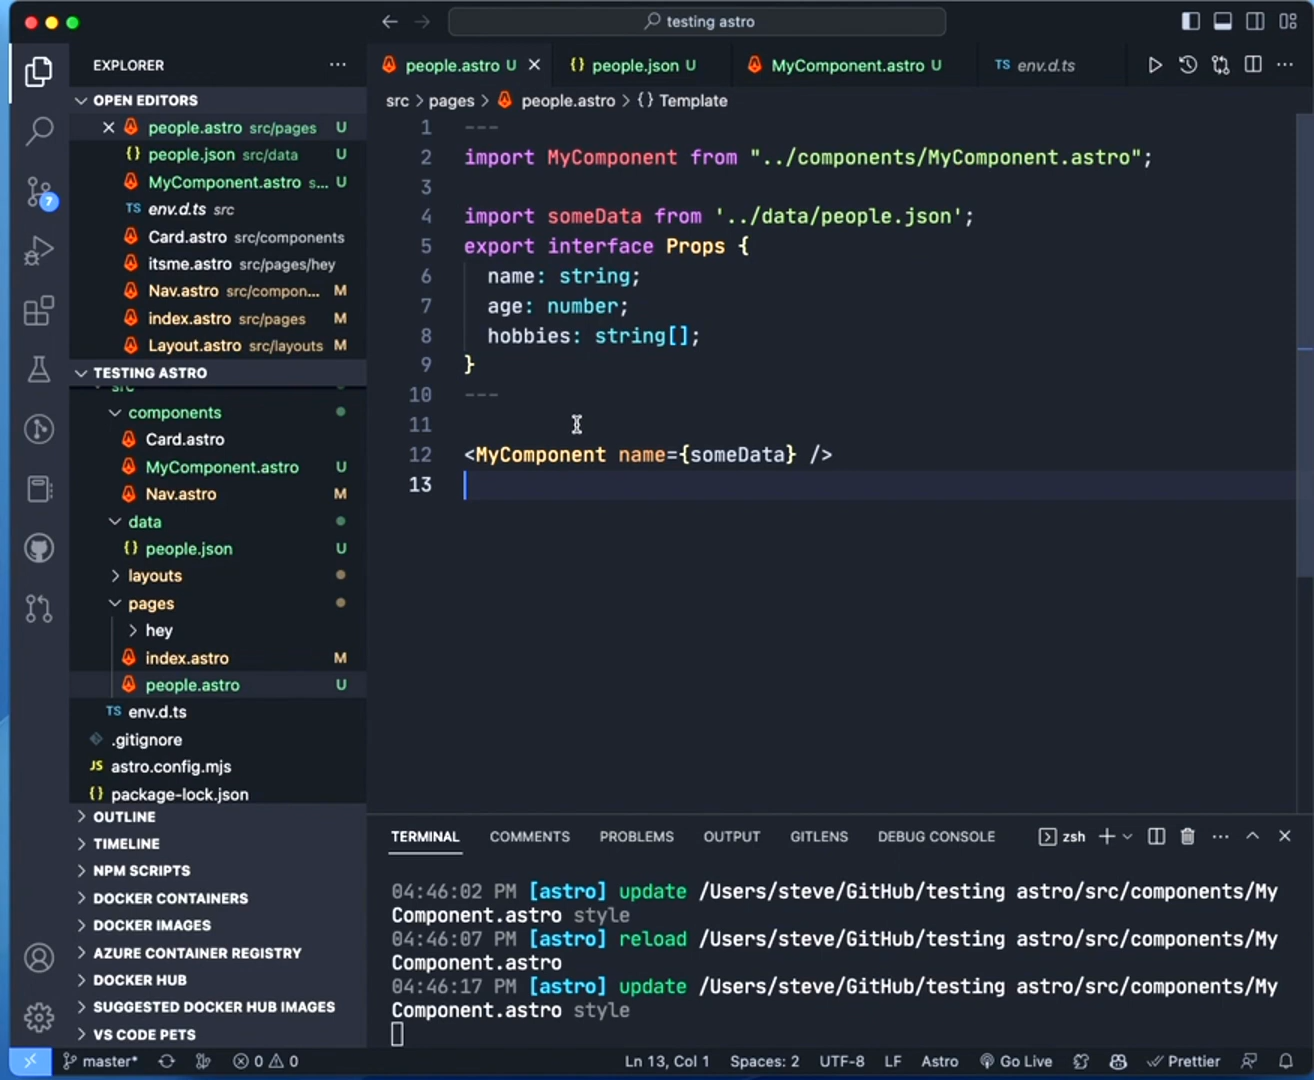 testing astro
EXPLORER
people.astro U
{} people.json U
MyComponent.astro U
TS env.d.ts
OPEN EDITORS
src > pages > people.astro > {} Template
people.astro src/pages U
{} people.json src/data U
MyComponent.astro s... U
TS env.d.ts src
Card.astro src/components
itsme.astro src/pages/hey
Nav.astro src/compon... M
index.astro src/pages M
Layout.astro src/layouts M
TESTING ASTRO
src
components
Card.astro
MyComponent.astro U
Nav.astro M
data
{} people.json U
layouts
pages
hey
index.astro M
people.astro U
TS env.d.ts
.gitignore
JS astro.config.mjs
{} package-lock.json
OUTLINE
TIMELINE
NPM SCRIPTS
DOCKER CONTAINERS
DOCKER IMAGES
AZURE CONTAINER REGISTRY
DOCKER HUB
SUGGESTED DOCKER HUB IMAGES
VS CODE PETS
7
1 ---
2 import MyComponent from "../components/MyComponent.astro";
3
4 import someData from '../data/people.json';
5 export interface Props {
6 name: string;
7 age: number;
8 hobbies: string[];
9 }
10 ---
11
12 <MyComponent name={someData} />
13
TERMINAL COMMENTS PROBLEMS OUTPUT GITLENS DEBUG CONSOLE zsh
04:46:02 PM [astro] update /Users/steve/GitHub/testing astro/src/components/My
Component.astro style
04:46:07 PM [astro] reload /Users/steve/GitHub/testing astro/src/components/My
Component.astro
04:46:17 PM [astro] update /Users/steve/GitHub/testing astro/src/components/My
Component.astro style
master* 0 0 Ln 13, Col 1 Spaces: 2 UTF-8 LF Astro Go Live Prettier